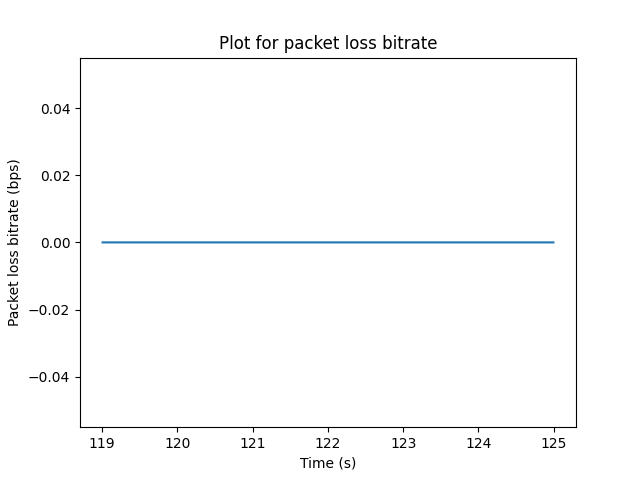 Plot for packet loss bitrate
0.04
0.02
0.00
−0.02
−0.04
Packet loss bitrate (bps)
119 120 121 122 123 124 125
Time (s)